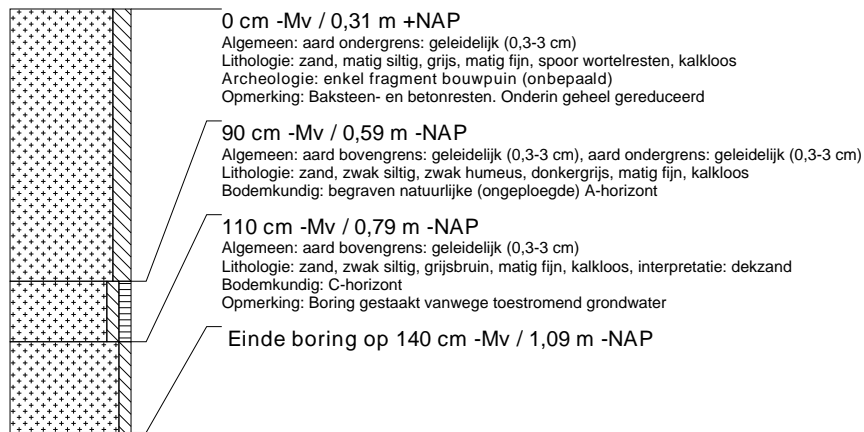 0 cm -Mv / 0,31 m +NAP
Algemeen: aard ondergrens: geleidelijk (0,3-3 cm)
Lithologie: zand, matig siltig, grijs, matig fijn, spoor wortelresten, kalkloos
Archeologie: enkel fragment bouwpuin (onbepaald)
Opmerking: Baksteen- en betonresten. Onderin geheel gereduceerd
90 cm -Mv / 0,59 m -NAP
Algemeen: aard bovengrens: geleidelijk (0,3-3 cm), aard ondergrens: geleidelijk (0,3-3 cm)
Lithologie: zand, zwak siltig, zwak humeus, donkergrijs, matig fijn, kalkloos
Bodemkundig: begraven natuurlijke (ongeploegde) A-horizont
110 cm -Mv / 0,79 m -NAP
Algemeen: aard bovengrens: geleidelijk (0,3-3 cm)
Lithologie: zand, zwak siltig, grijsbruin, matig fijn, kalkloos, interpretatie: dekzand
Bodemkundig: C-horizont
Opmerking: Boring gestaakt vanwege toestromend grondwater
Einde boring op 140 cm -Mv / 1,09 m -NAP